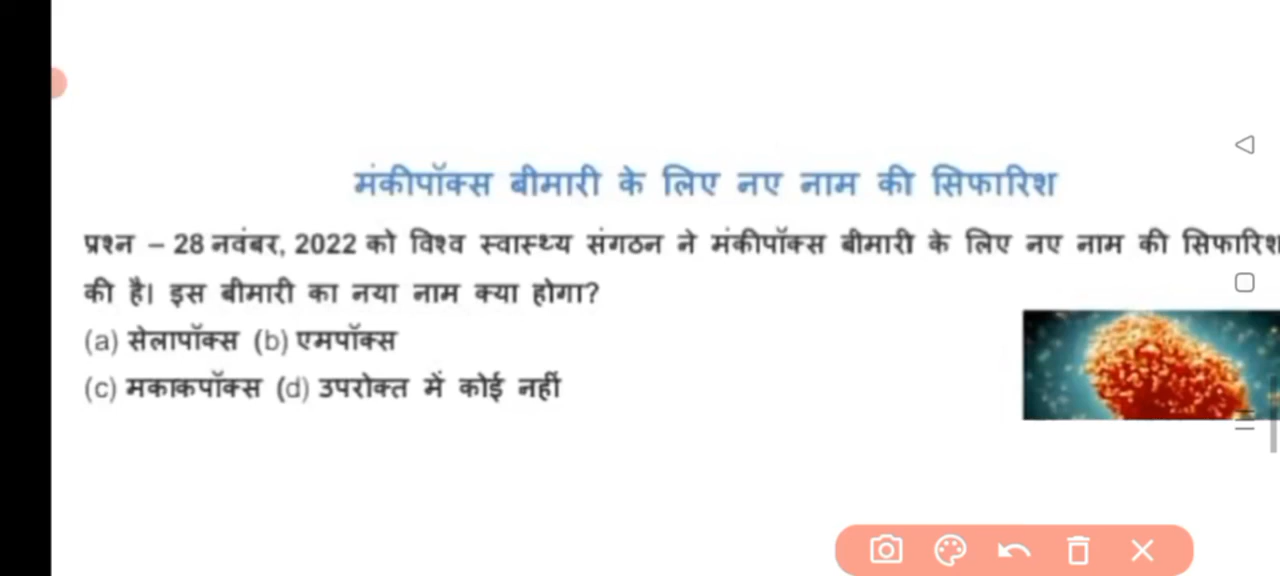 मंकीपॉक्स बीमारी के लिए नए नाम की सिफारिश
प्रश्न – 28 नवंबर, 2022 को विश्व स्वास्थ्य संगठन ने मंकीपॉक्स बीमारी के लिए नए नाम की सिफारिश
की है। इस बीमारी का नया नाम क्या होगा?
(a) सेलापॉक्स (b) एमपॉक्स
(c) मकाकपॉक्स (d) उपरोक्त में कोई नहीं